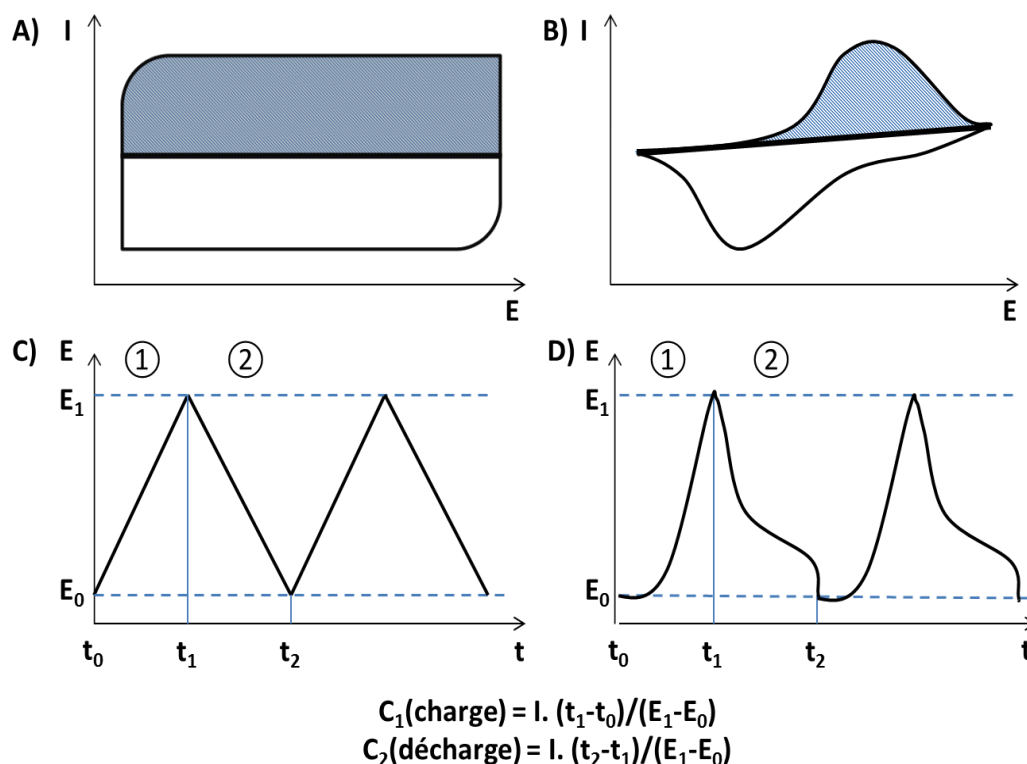 A) I
B) I
E
E
C) E
① ②
D) E
① ②
E₁
E₁
E₀
E₀
t₀ t₁ t₂ t
t₀ t₁ t₂ t
C₁(charge) = I. (t₁-t₀)/(E₁-E₀)
C₂(décharge) = I. (t₂-t₁)/(E₁-E₀)